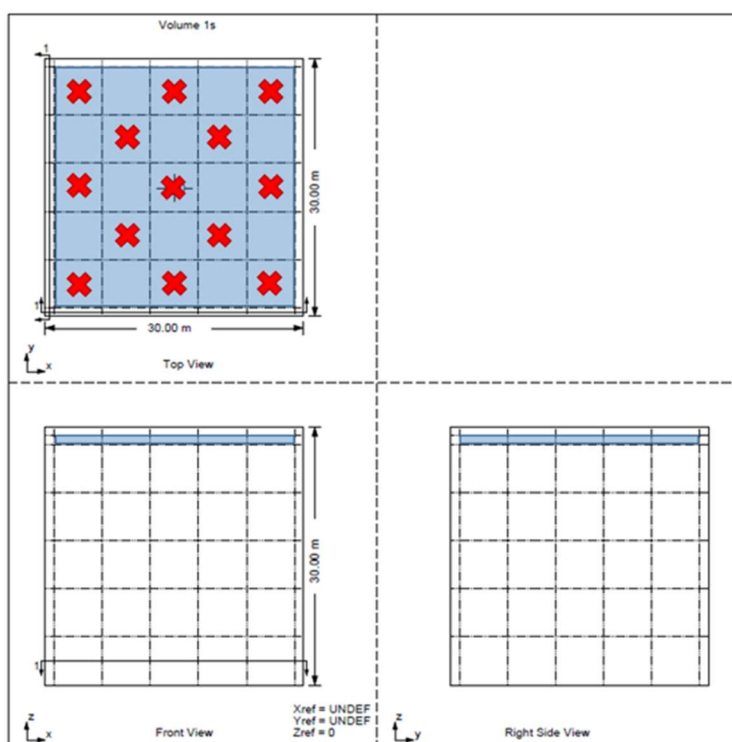 Volume 1s
1
30.00 m
1
30.00 m
y
x
Top View
30.00 m
1
z
x
Front View
Xref = UNDEF
Yref = UNDEF
Zref = 0
z
y
Right Side View